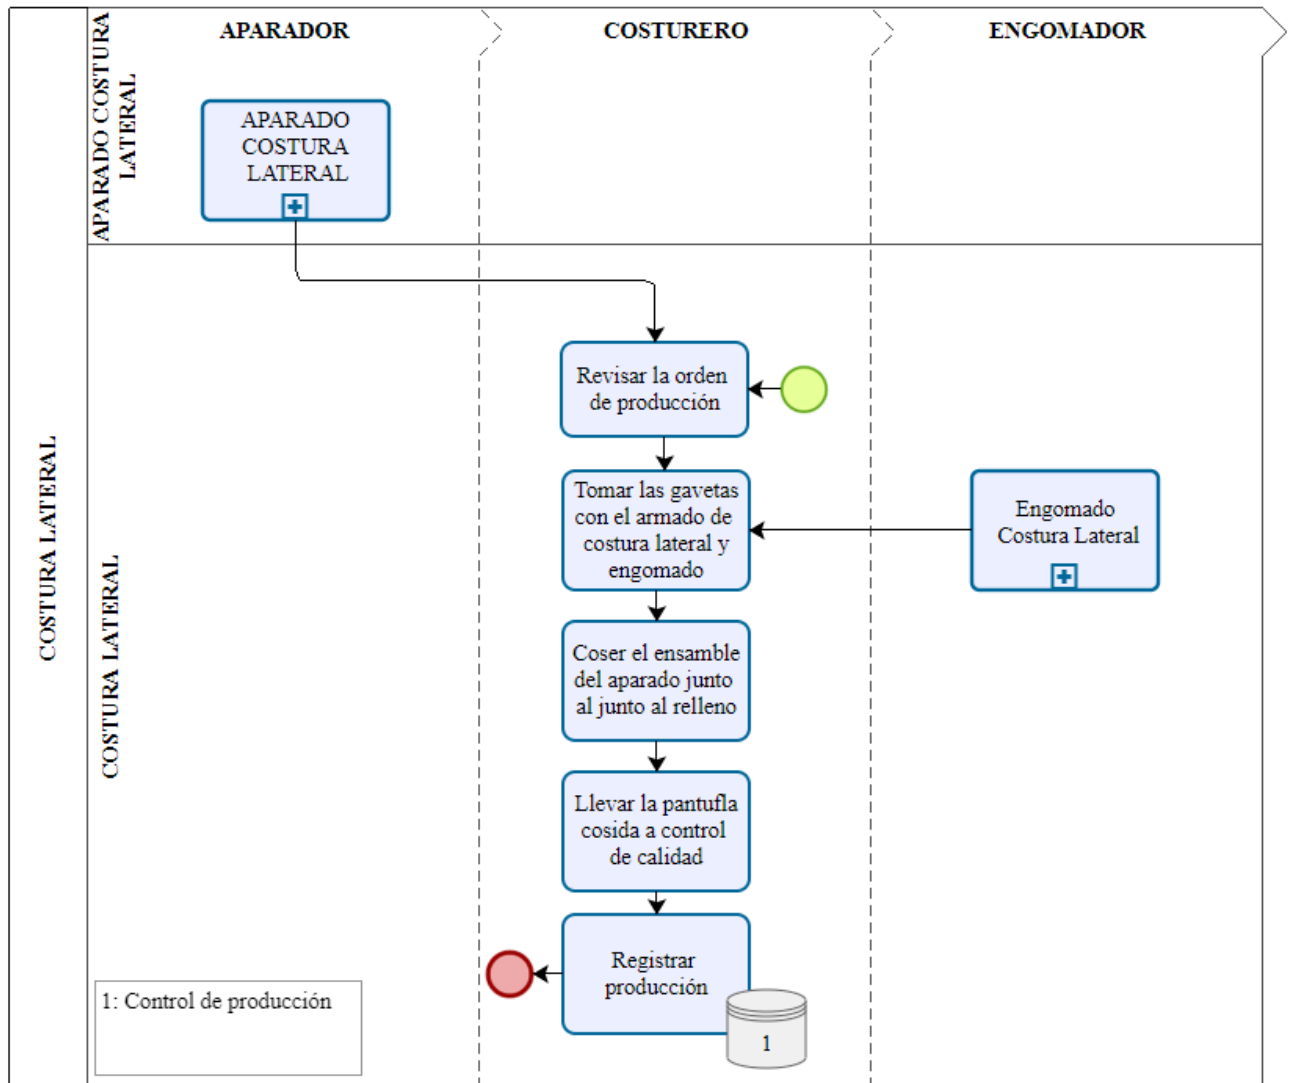 APARADOR
COSTURERO
ENGOMADOR
COSTURA LATERAL
APARADO COSTURA
LATERAL
APARADO
COSTURA
LATERAL
COSTURA LATERAL
Revisar la orden
de producción
Tomar las gavetas
con el armado de
costura lateral y
engomado
Engomado
Costura Lateral
Coser el ensamble
del aparado junto
al junto al relleno
Llevar la pantufla
cosida a control
de calidad
Registrar
producción
1
1: Control de producción